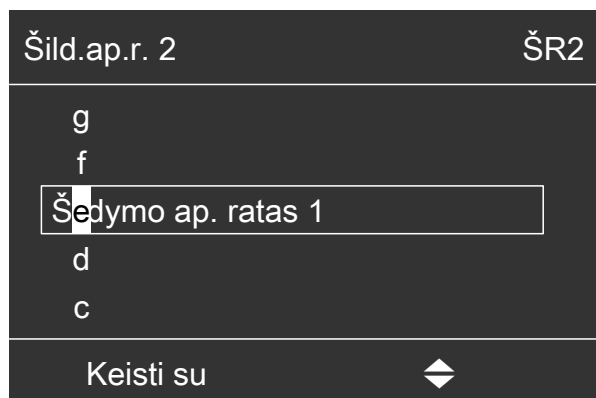 Šild.ap.r. 2 ŠR2
g
f
Šedymo ap. ratas 1
d
c
Keisti su